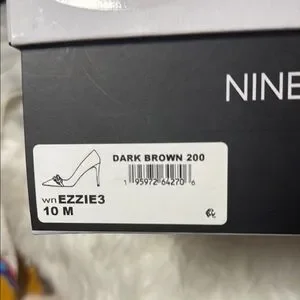 NINE
DARK BROWN 200
1 95972 64270 6
wn EZZIE3
10 M